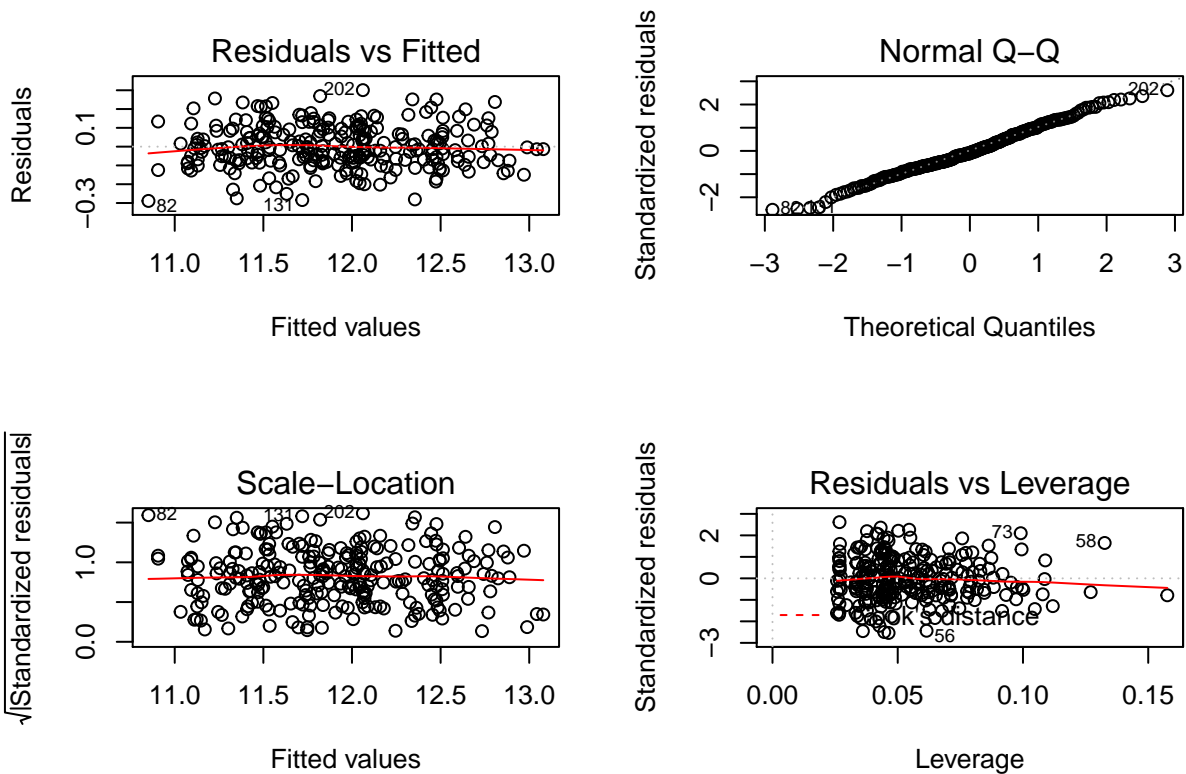 Residuals vs Fitted
Residuals
0.1
−0.3
202
82
131
11.0 11.5 12.0 12.5 13.0
Fitted values
Normal Q−Q
Standardized residuals
2
0
−2
202
−3 −2 −1 0 1 2 3
Theoretical Quantiles
Scale−Location
√|Standardized residuals|
1.0
0.0
82
131
202
11.0 11.5 12.0 12.5 13.0
Fitted values
Residuals vs Leverage
Standardized residuals
2
0
−3
73
58
56
distance
0.00 0.05 0.10 0.15
Leverage